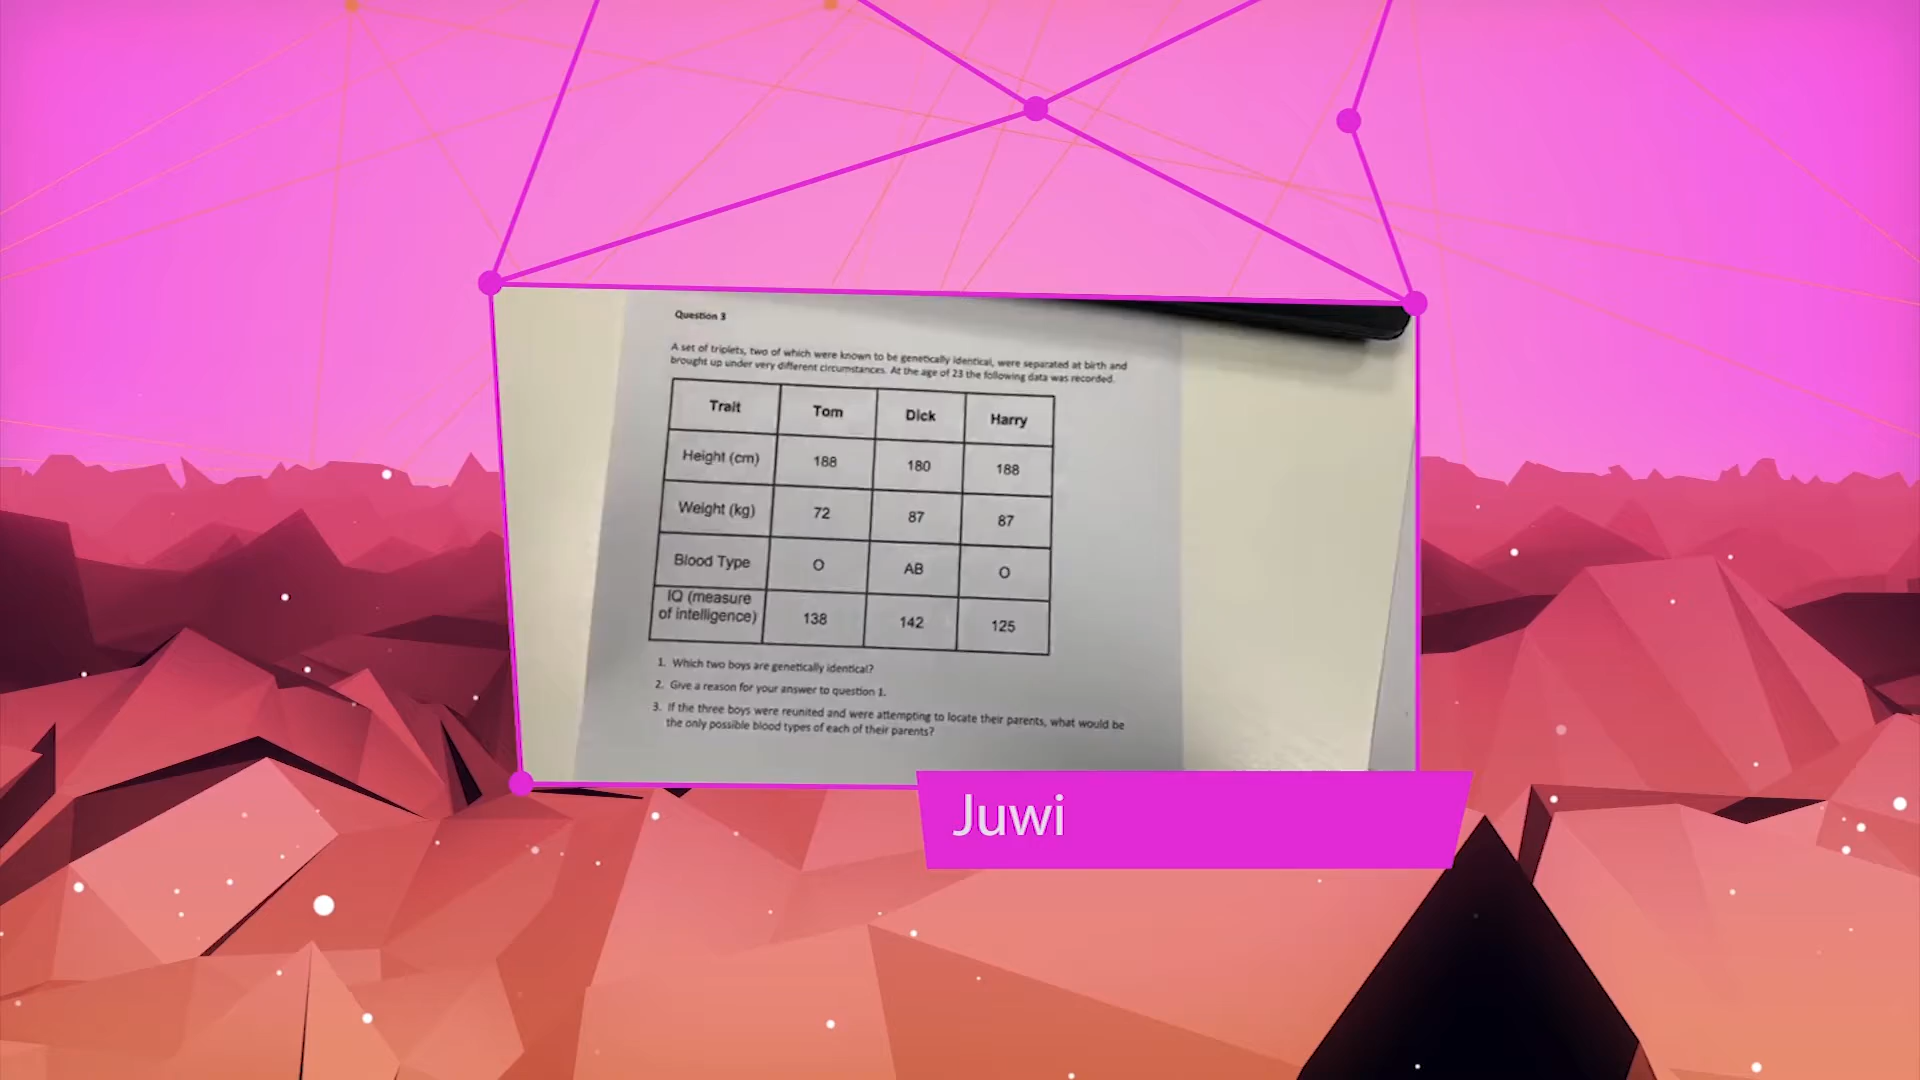 Question 3
A set of triplets, two of which were known to be genetically identical, were separated at birth and
brought up under very different circumstances. At the age of 23 the following data was recorded.
Trait Tom Dick Harry
Height (cm) 188 180 188
Weight (kg) 72 87 87
Blood Type O AB O
IQ (measure
of intelligence) 138 142 125
1. Which two boys are genetically identical?
2. Give a reason for your answer to question 1.
3. If the three boys were reunited and were attempting to locate their parents, what would be
the only possible blood types of each of their parents?
Juwi